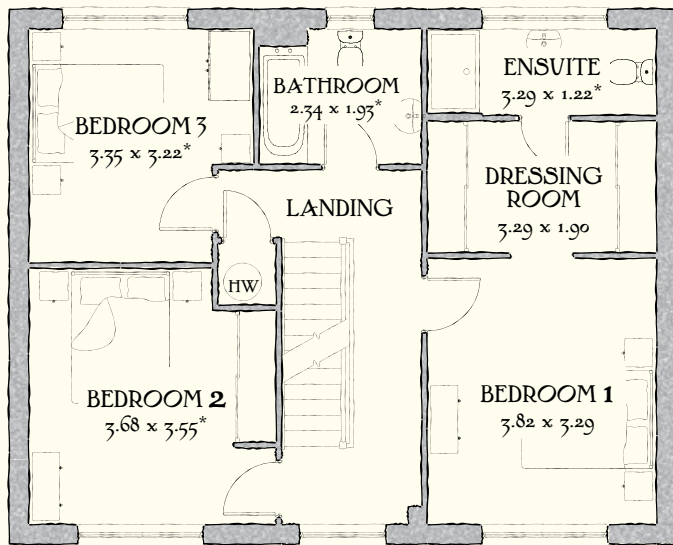 BEDROOM 3
3.35 x 3.22*
BATHROOM
2.34 x 1.93*
ENSUITE
3.29 x 1.22*
DRESSING
ROOM
3.29 x 1.90
LANDING
HW
BEDROOM 2
3.68 x 3.55*
BEDROOM 1
3.82 x 3.29